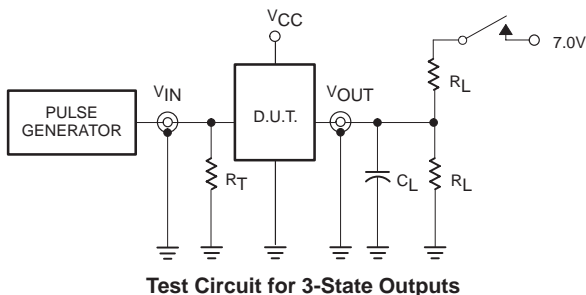 VCC
7.0V
RL
VIN
VOUT
PULSE
GENERATOR
D.U.T.
RT
CL
RL
Test Circuit for 3-State Outputs